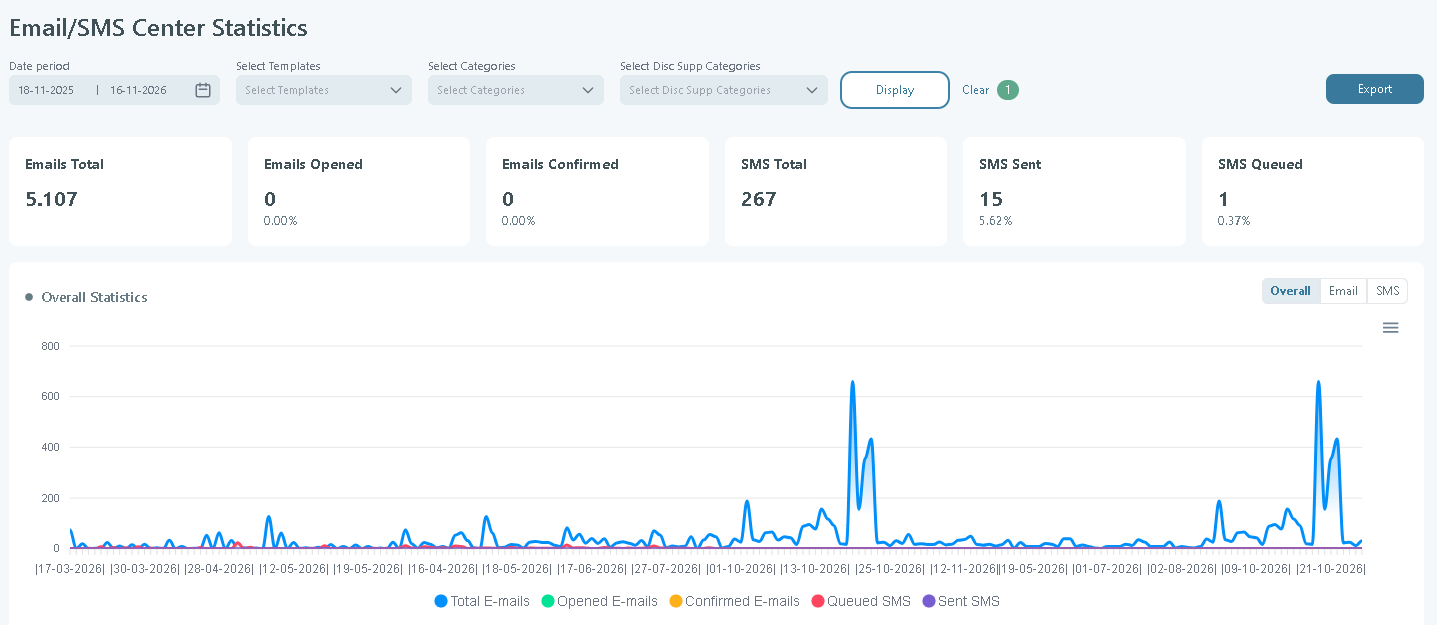 Email/SMS Center Statistics
Date period
18-11-2025 | 16-11-2026
Select Templates
Select Templates
Select Categories
Select Categories
Select Disc Supp Categories
Select Disc Supp Categories
Display
Clear 1
Export
Emails Total
5.107
Emails Opened
0
0.00%
Emails Confirmed
0
0.00%
SMS Total
267
SMS Sent
15
5.62%
SMS Queued
1
0.37%
Overall Statistics
Overall Email SMS
800
600
400
200
0
|17-03-2026| |30-03-2026| |28-04-2026| |12-05-2026| |19-05-2026| |16-04-2026| |18-05-2026| |17-06-2026| |27-07-2026| |01-10-2026| |13-10-2026| |25-10-2026| |12-11-2026| |19-05-2026| |01-07-2026| |02-08-2026| |09-10-2026| |21-10-2026|
Total E-mails Opened E-mails Confirmed E-mails Queued SMS Sent SMS